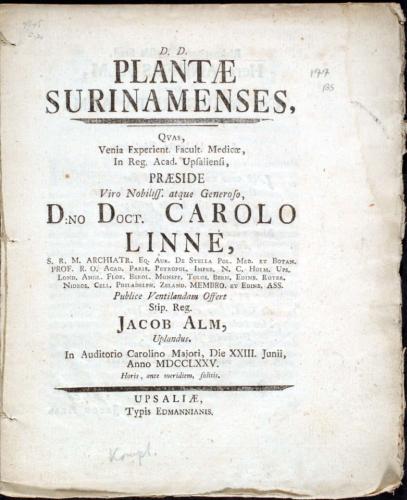 D. D.
PLANTÆ
SURINAMENSES,
QVAS,
Venia Experient. Facult. Medicæ,
In Reg. Acad. Upsaliensi,
PRÆSIDE
Viro Nobiliss. atque Generoso,
D:NO DOCT. CAROLO
LINNÉ,
S. R. M. ARCHIATR. EQ. AUR. DE STELLA POL. MED. ET BOTAN.
PROF. R. O. ACAD. PARIS. PETROPOL. IMPER. N. C. HOLM. UPS.
LOND. ANGL. FLOR. BEROL. MONSPP. TOLOS. BERN. EDINB. ROTER.
NIDROS. CELL. PHILADELPH. ZELAND. MEMBRO. ET EDINB. ASS.
Publice Ventilandam Offert
Stip. Reg.
JACOB ALM,
Uplandus.
In Auditorio Carolino Majori, Die XXIII. Junii,
Anno MDCCLXXV.
Horis, ante meridiem, solitis.
UPSALIÆ,
Typis EDMANNIANIS.